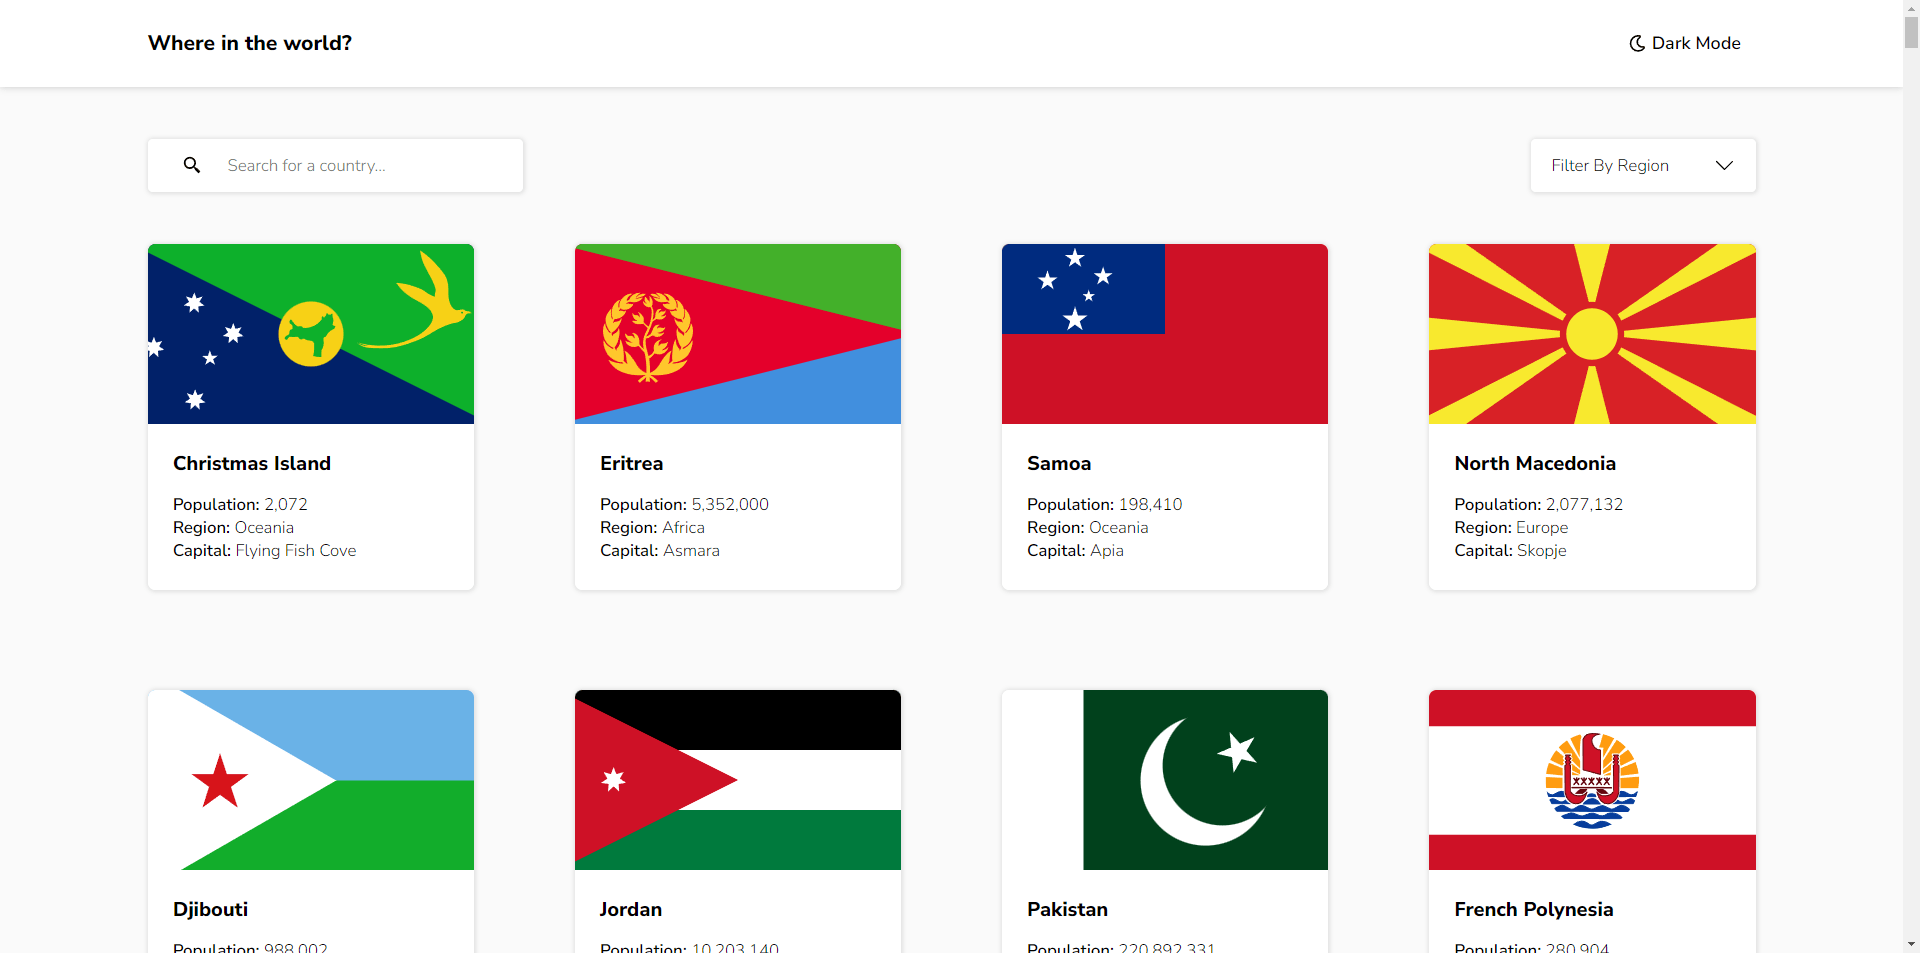 Where in the world?
Dark Mode
Search for a country...
Filter By Region
Christmas Island
Population: 2,072
Region: Oceania
Capital: Flying Fish Cove
Eritrea
Population: 5,352,000
Region: Africa
Capital: Asmara
Samoa
Population: 198,410
Region: Oceania
Capital: Apia
North Macedonia
Population: 2,077,132
Region: Europe
Capital: Skopje
Djibouti
Population: 988,002
Jordan
Population: 10,203,140
Pakistan
Population: 220,892,331
French Polynesia
Population: 280,904